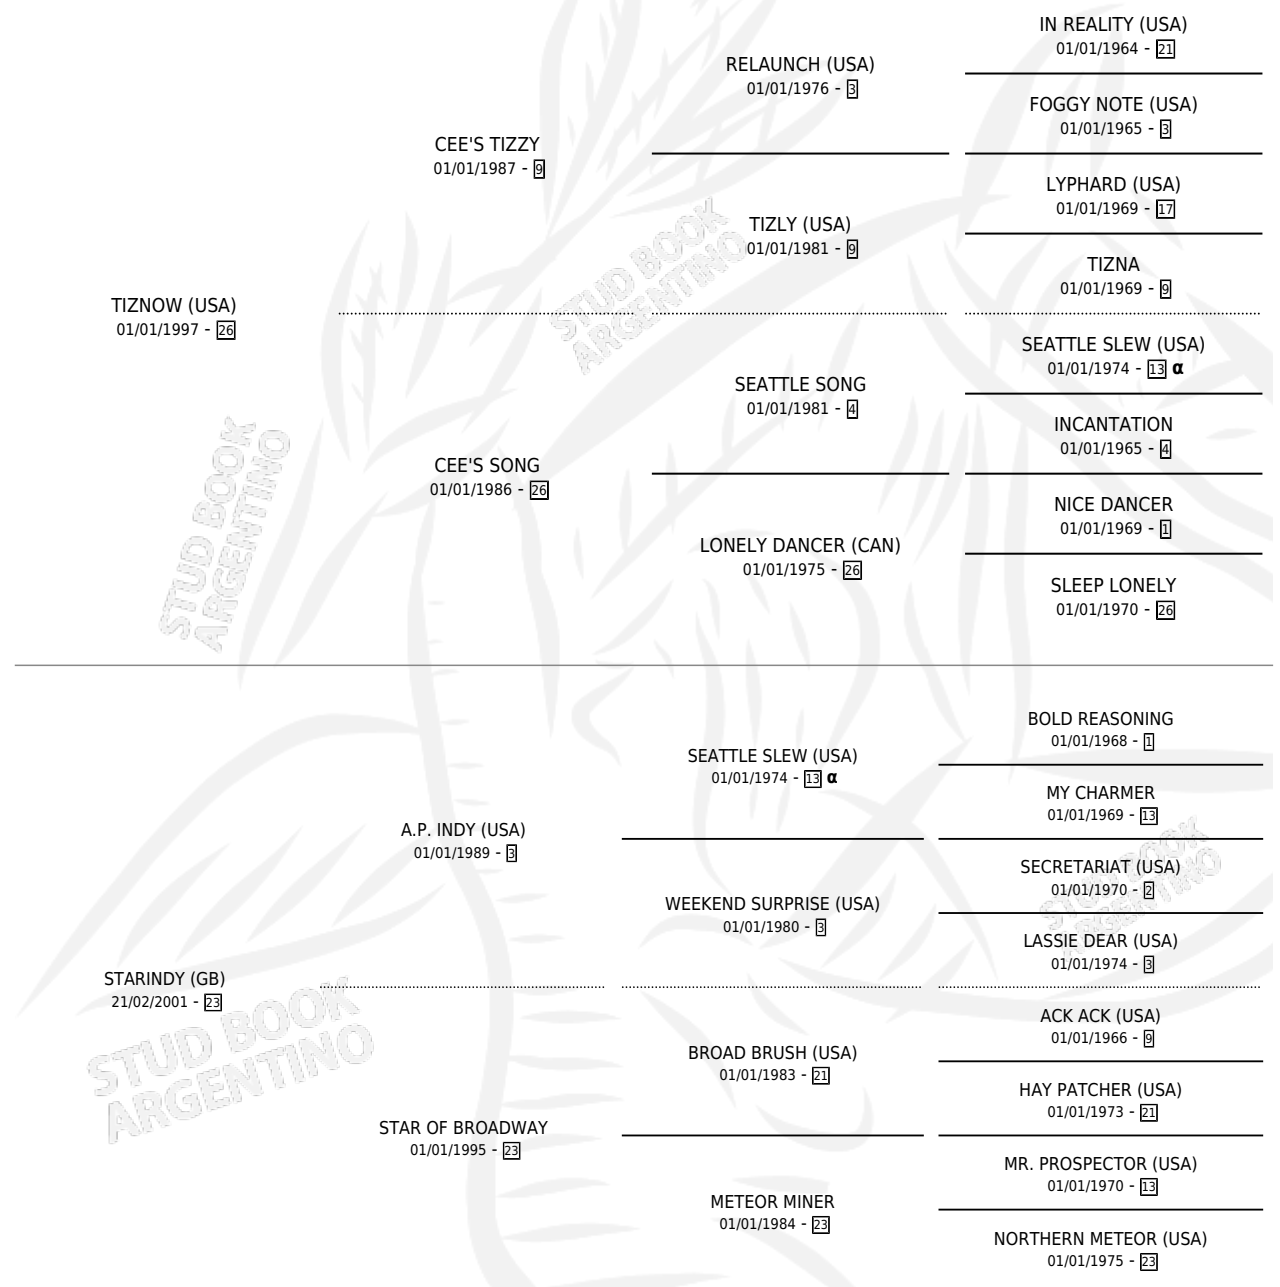 IN REALITY (USA)
01/01/1964 - 21
RELAUNCH (USA)
01/01/1976 - 3
FOGGY NOTE (USA)
01/01/1965 - 3
CEE'S TIZZY
01/01/1987 - 9
LYPHARD (USA)
01/01/1969 - 17
TIZLY (USA)
01/01/1981 - 9
TIZNA
01/01/1969 - 9
TIZNOW (USA)
01/01/1997 - 26
SEATTLE SLEW (USA)
01/01/1974 - 13 α
SEATTLE SONG
01/01/1981 - 4
INCANTATION
01/01/1965 - 4
CEE'S SONG
01/01/1986 - 26
NICE DANCER
01/01/1969 - 1
LONELY DANCER (CAN)
01/01/1975 - 26
SLEEP LONELY
01/01/1970 - 26
BOLD REASONING
01/01/1968 - 1
SEATTLE SLEW (USA)
01/01/1974 - 13 α
MY CHARMER
01/01/1969 - 13
A.P. INDY (USA)
01/01/1989 - 3
SECRETARIAT (USA)
01/01/1970 - 2
WEEKEND SURPRISE (USA)
01/01/1980 - 3
LASSIE DEAR (USA)
01/01/1974 - 3
STARINDY (GB)
21/02/2001 - 23
ACK ACK (USA)
01/01/1966 - 9
BROAD BRUSH (USA)
01/01/1983 - 21
HAY PATCHER (USA)
01/01/1973 - 21
STAR OF BROADWAY
01/01/1995 - 23
MR. PROSPECTOR (USA)
01/01/1970 - 13
METEOR MINER
01/01/1984 - 23
NORTHERN METEOR (USA)
01/01/1975 - 23
STUD BOOK
ARGENTINO
STUD BOOK
ARGENTINO
STUD BOOK
ARGENTINO
STUD BOOK
ARGENTINO